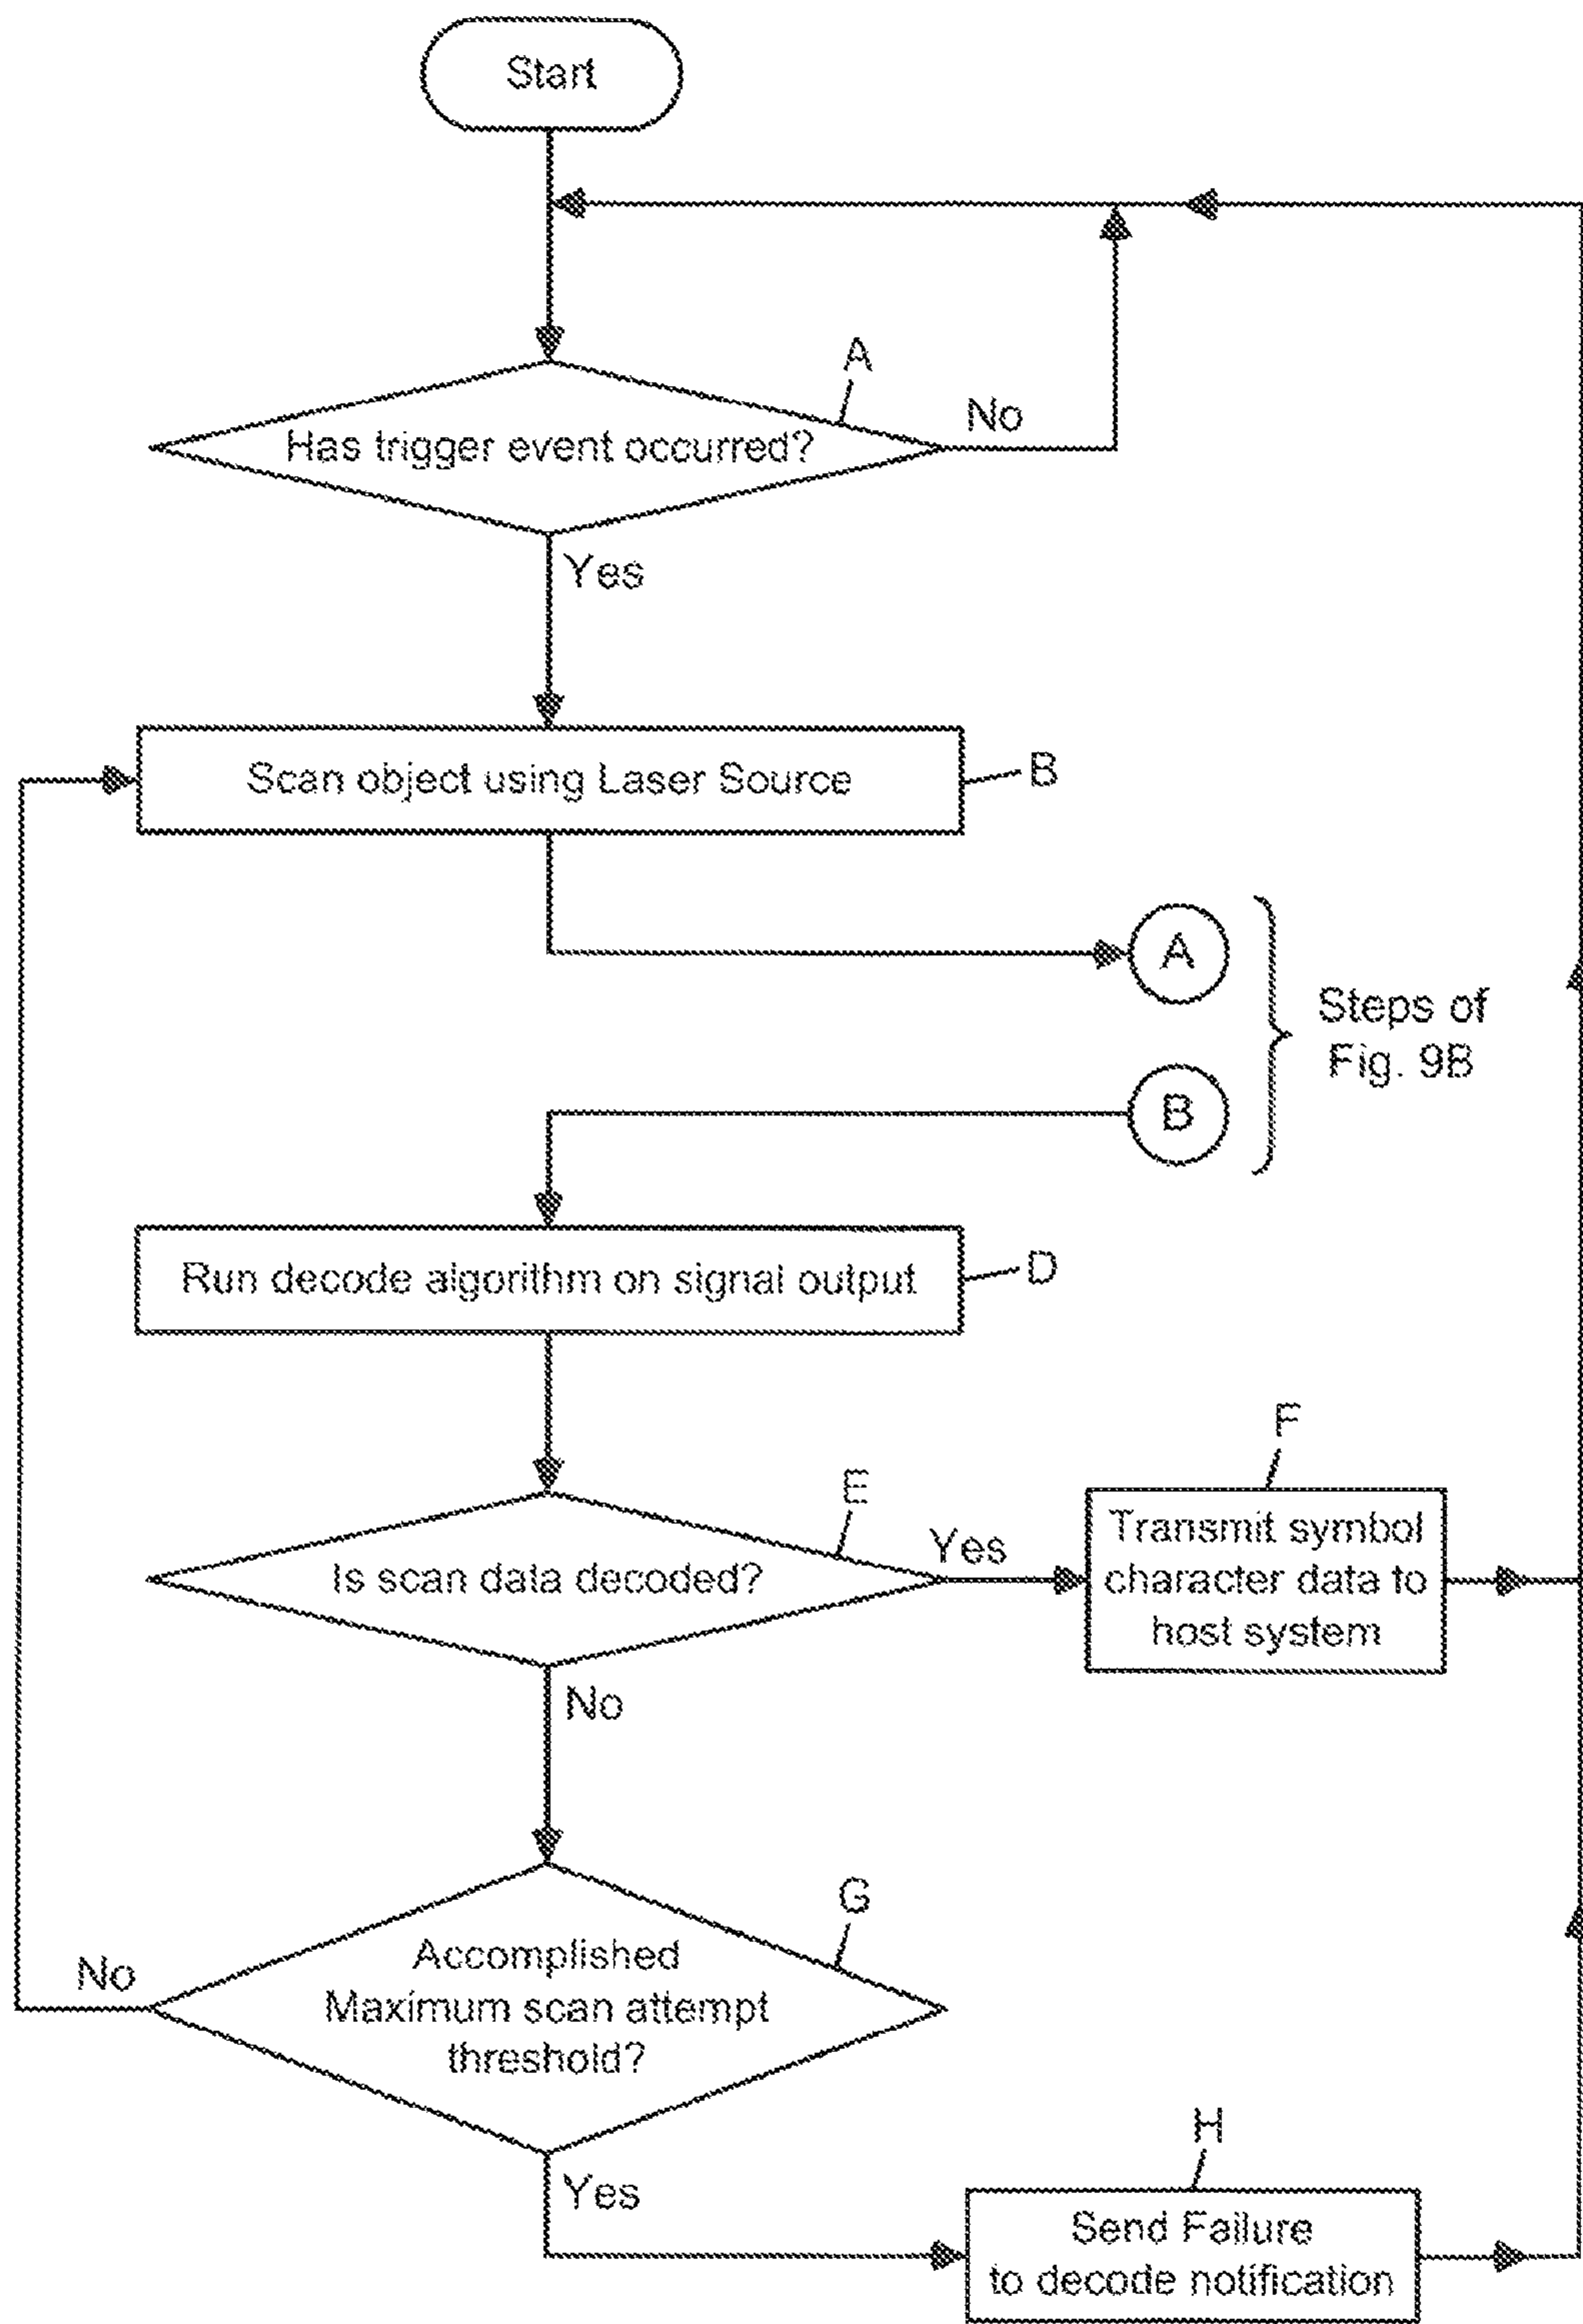 Start
A
Has trigger event occurred?
No
Yes
Scan object using Laser Source
B
A
Steps of
Fig. 9B
B
Run decode algorithm on signal output
D
F
E
Is scan data decoded?
Yes
Transmit symbol
character data to
host system
No
G
Accomplished
Maximum scan attempt
threshold?
No
Yes
H
Send Failure
to decode notification